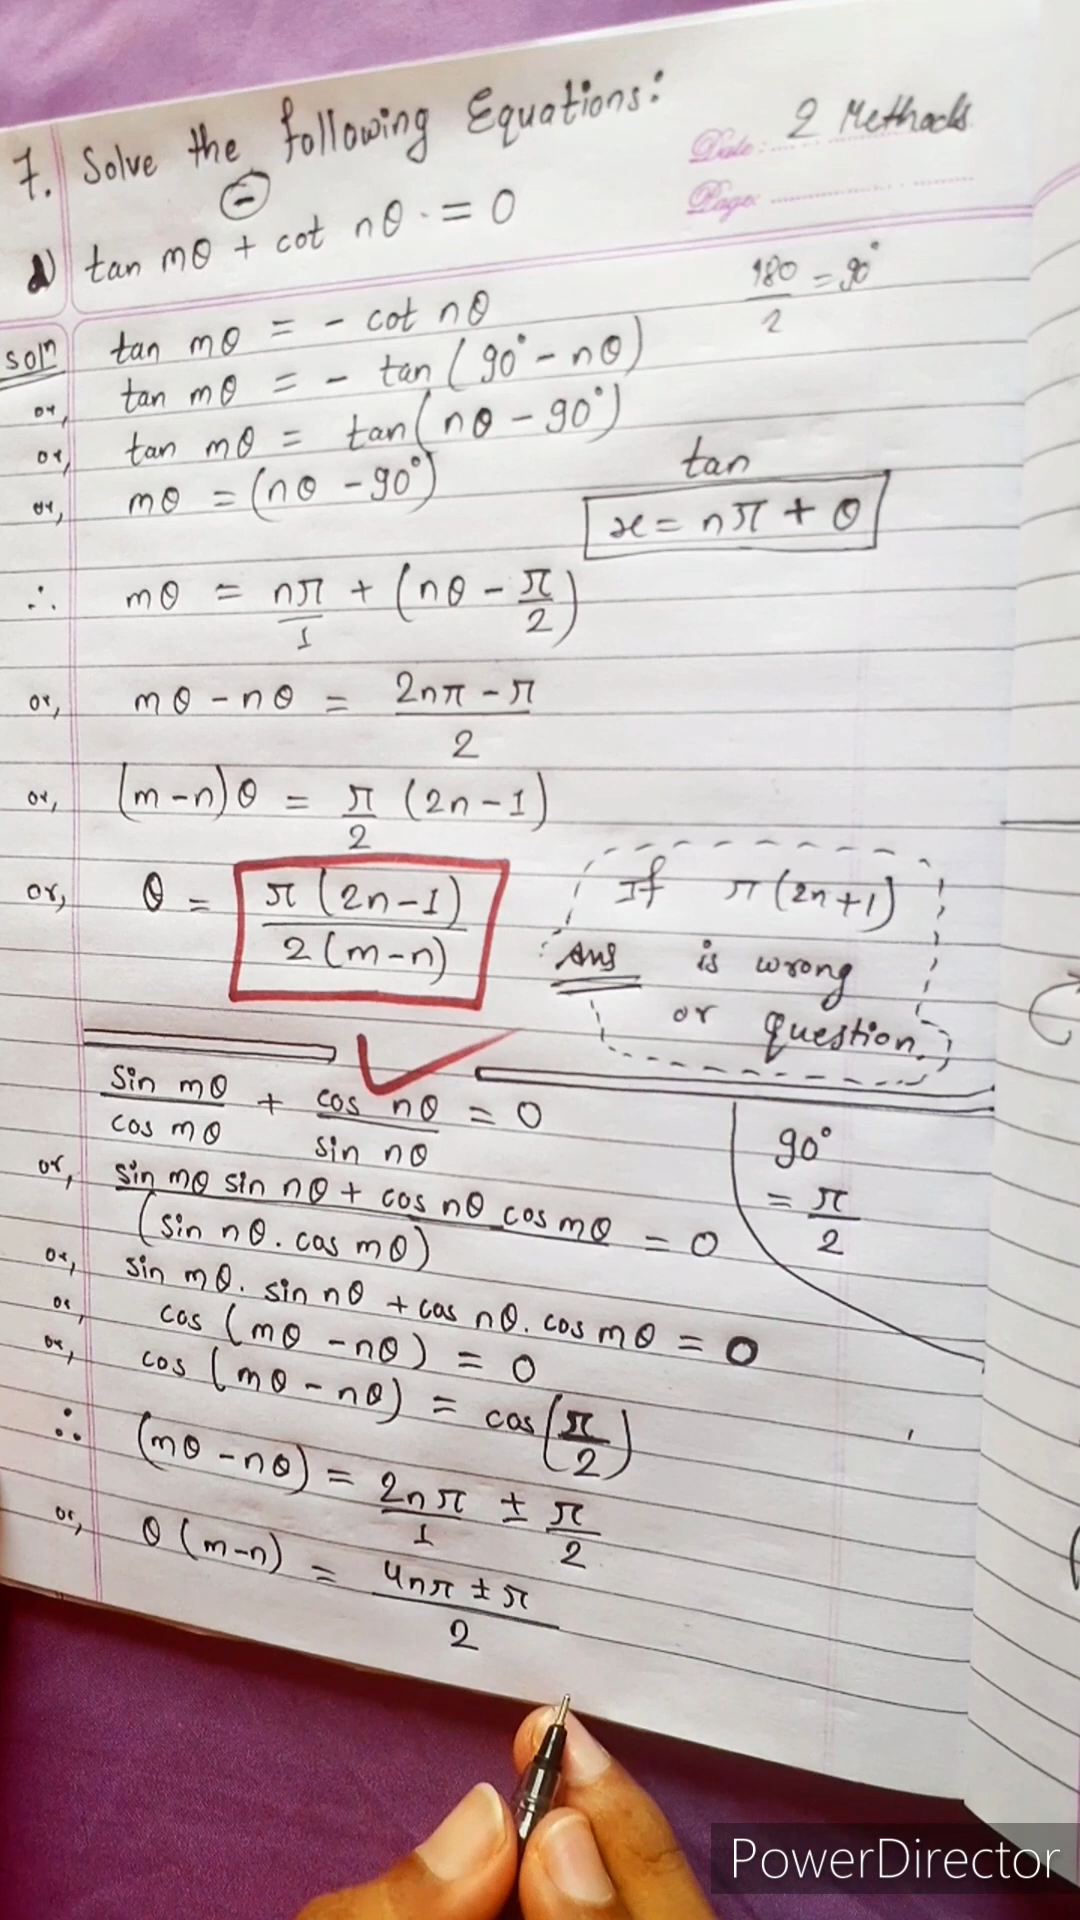 7. Solve the following Equations:
2 Methods
Date:
Page:
(-)
d) tan mθ + cot nθ = 0
180/2 = 90°
soln tan mθ = - cot nθ
or, tan mθ = - tan (90° - nθ)
or, tan mθ = tan (nθ - 90°)
or, mθ = (nθ - 90°)
tan
x = nπ + θ
∴ mθ = nπ/1 + (nθ - π/2)
or, mθ - nθ = (2nπ - π)/2
or, (m-n)θ = π/2 (2n-1)
or, θ = π(2n-1)/2(m-n)
If π(2n+1)
Ans is wrong
or question.
sin mθ/cos mθ + cos nθ/sin nθ = 0
90°
= π/2
or, sin mθ sin nθ + cos nθ cos mθ/(sin nθ. cos mθ) = 0
or, sin mθ. sin nθ + cos nθ. cos mθ = 0
or, cos (mθ - nθ) = 0
or, cos (mθ - nθ) = cos (π/2)
∴ (mθ - nθ) = 2nπ/1 ± π/2
or, θ (m-n) = (4nπ ± π)/2
PowerDirector